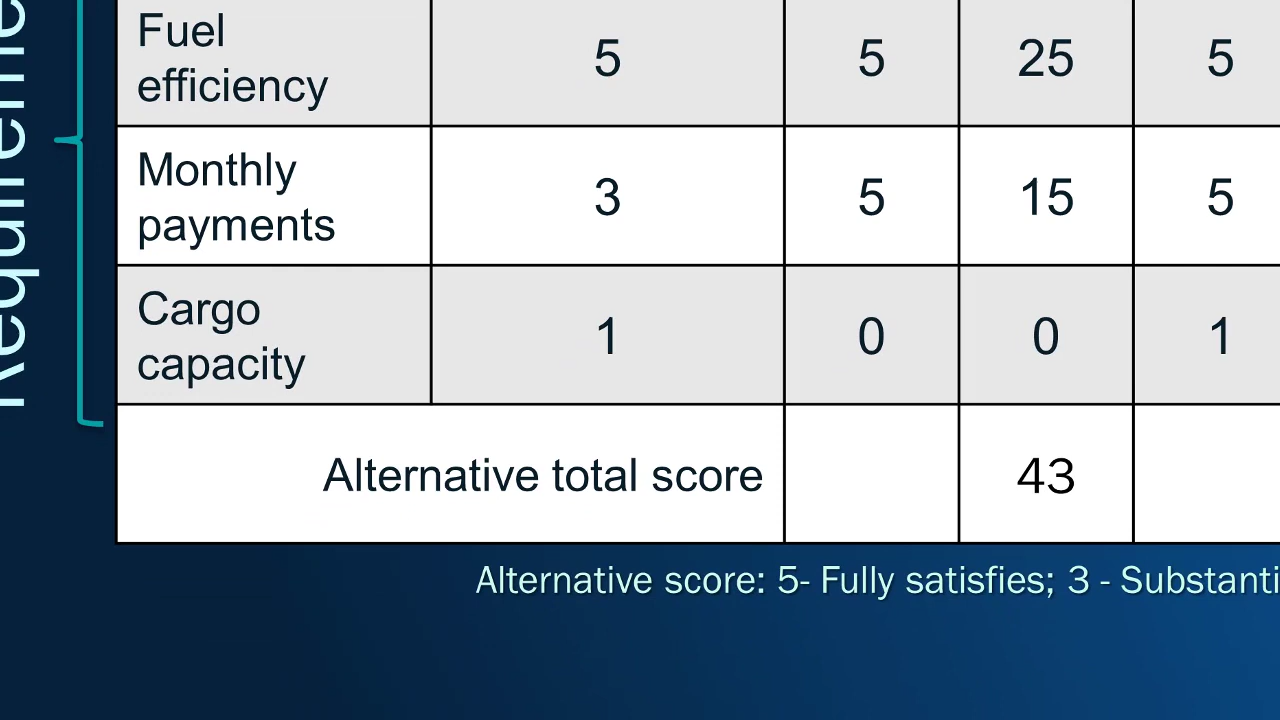 Requireme
Fuel
efficiency
5
5
25
5
Monthly
payments
3
5
15
5
Cargo
capacity
1
0
0
1
Alternative total score
43
Alternative score: 5- Fully satisfies; 3 - Substanti